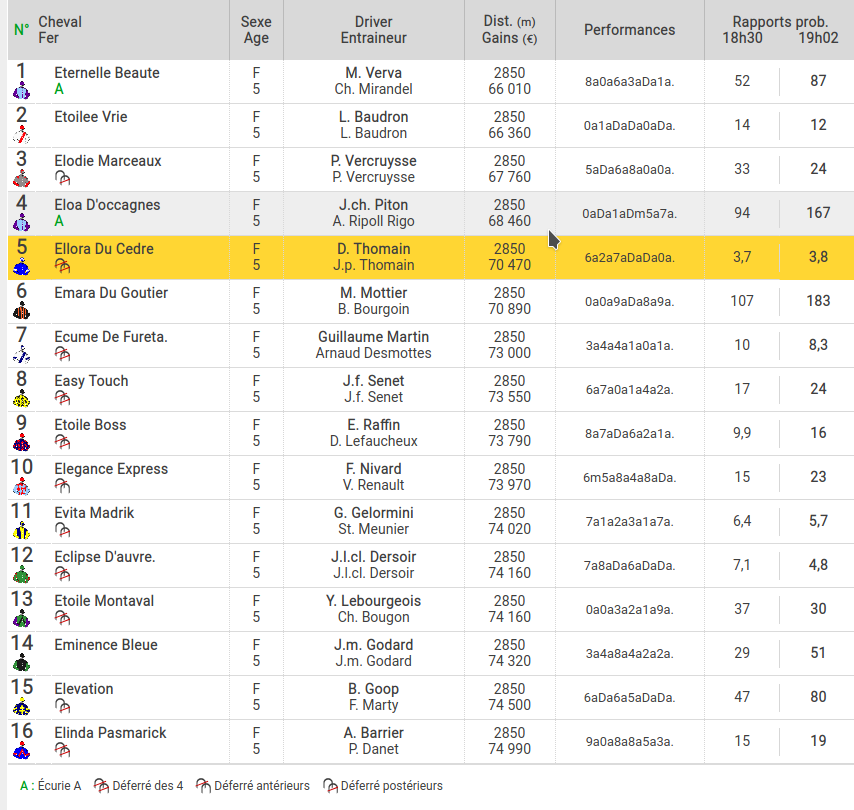 N° Cheval Fer Sexe Age Driver Entraineur Dist. (m) Gains (€) Performances Rapports prob. 18h30 19h02
1 Eternelle Beaute F M. Verva 2850 8a0a6a3aDa1a. 52 87
A 5 Ch. Mirandel 66 010
2 Etoilee Vrie F L. Baudron 2850 0a1aDaDa0aDa. 14 12
5 L. Baudron 66 360
3 Elodie Marceaux F P. Vercruysse 2850 5aDa6a8a0a0a. 33 24
5 P. Vercruysse 67 760
4 Eloa D'occagnes F J.ch. Piton 2850 0aDa1aDm5a7a. 94 167
A 5 A. Ripoll Rigo 68 460
5 Ellora Du Cedre F D. Thomain 2850 6a2a7aDaDa0a. 3,7 3,8
5 J.p. Thomain 70 470
6 Emara Du Goutier F M. Mottier 2850 0a0a9aDa8a9a. 107 183
5 B. Bourgoin 70 890
7 Ecume De Fureta. F Guillaume Martin 2850 3a4a4a1a0a1a. 10 8,3
5 Arnaud Desmottes 73 000
8 Easy Touch F J.f. Senet 2850 6a7a0a1a4a2a. 17 24
5 J.f. Senet 73 550
9 Etoile Boss F E. Raffin 2850 8a7aDa6a2a1a. 9,9 16
5 D. Lefaucheux 73 790
10 Elegance Express F F. Nivard 2850 6m5a8a4a8aDa. 15 23
5 V. Renault 73 970
11 Evita Madrik F G. Gelormini 2850 7a1a2a3a1a7a. 6,4 5,7
5 St. Meunier 74 020
12 Eclipse D'auvre. F J.l.cl. Dersoir 2850 7a8aDa6aDaDa. 7,1 4,8
5 J.l.cl. Dersoir 74 160
13 Etoile Montaval F Y. Lebourgeois 2850 0a0a3a2a1a9a. 37 30
5 Ch. Bougon 74 160
14 Eminence Bleue F J.m. Godard 2850 3a4a8a4a2a2a. 29 51
5 J.m. Godard 74 320
15 Elevation F B. Goop 2850 6aDa6a5aDaDa. 47 80
5 F. Marty 74 500
16 Elinda Pasmarick F A. Barrier 2850 9a0a8a8a5a3a. 15 19
5 P. Danet 74 990
A : Écurie A Déferré des 4 Déferré antérieurs Déferré postérieurs